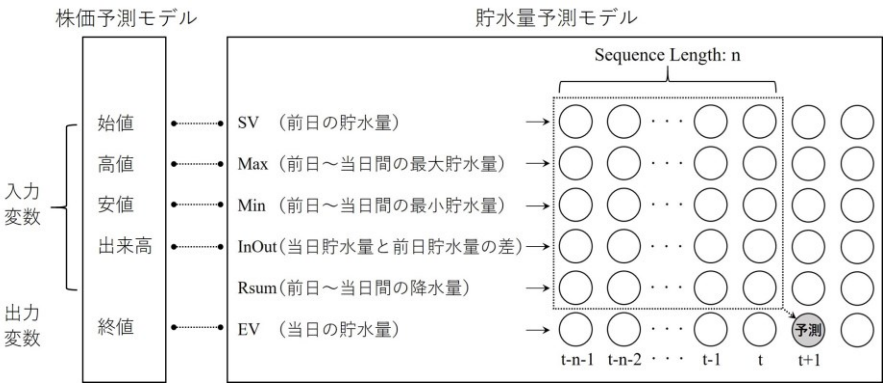 株価予測モデル
貯水量予測モデル
Sequence Length: n
入力
変数
始値
SV (前日の貯水量)
高値
Max (前日~当日間の最大貯水量)
安値
Min (前日~当日間の最小貯水量)
出来高
InOut(当日貯水量と前日貯水量の差)
Rsum(前日~当日間の降水量)
出力
変数
終値
EV (当日の貯水量)
予測
t-n-1 t-n-2 · · · t-1 t t+1